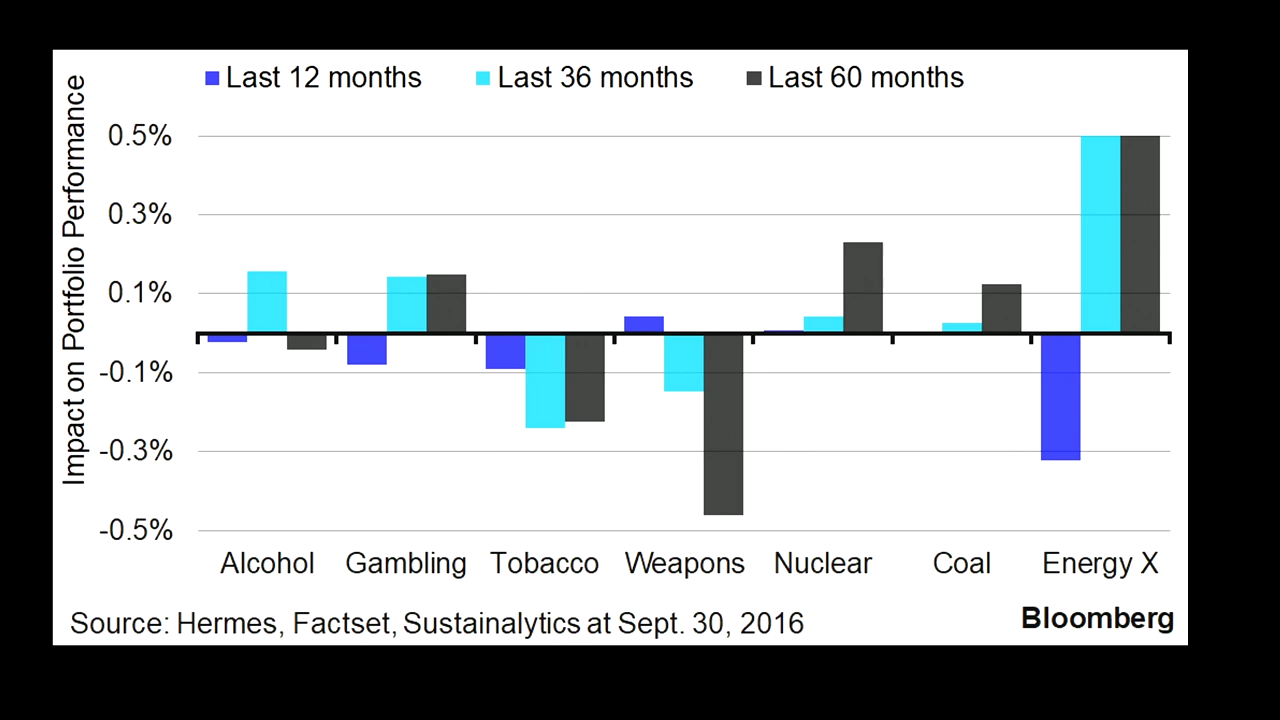 Last 12 months Last 36 months Last 60 months
Impact on Portfolio Performance
0.5%
0.3%
0.1%
-0.1%
-0.3%
-0.5%
Alcohol Gambling Tobacco Weapons Nuclear Coal Energy X
Source: Hermes, Factset, Sustainalytics at Sept. 30, 2016
Bloomberg